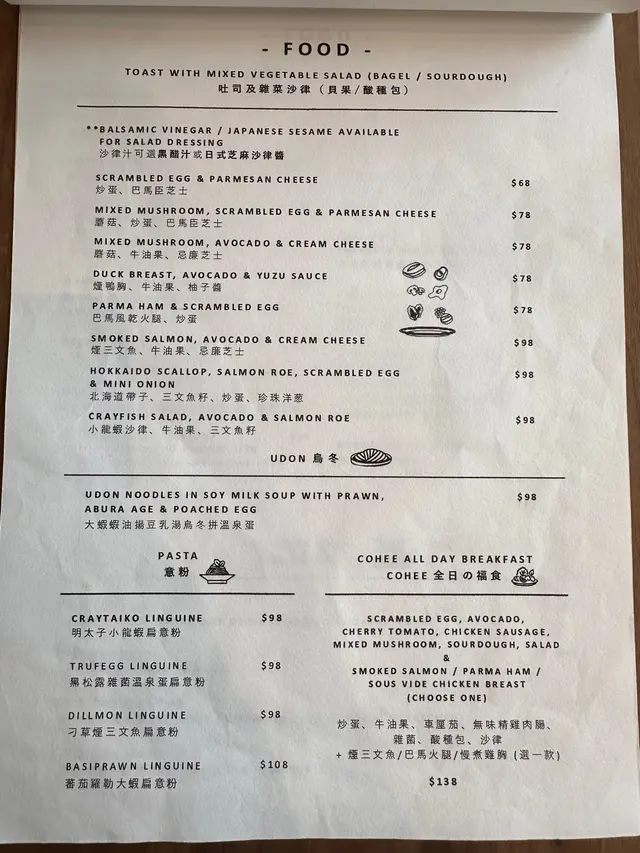 - FOOD -
TOAST WITH MIXED VEGETABLE SALAD (BAGEL / SOURDOUGH)
吐司及雜菜沙律（貝果/酸種包）
**BALSAMIC VINEGAR / JAPANESE SESAME AVAILABLE
FOR SALAD DRESSING
沙律汁可選黑醋汁或日式芝麻沙律醬
SCRAMBLED EGG & PARMESAN CHEESE $68
炒蛋、巴馬臣芝士
MIXED MUSHROOM, SCRAMBLED EGG & PARMESAN CHEESE $78
蘑菇、炒蛋、巴馬臣芝士
MIXED MUSHROOM, AVOCADO & CREAM CHEESE $78
蘑菇、牛油果、忌廉芝士
DUCK BREAST, AVOCADO & YUZU SAUCE $78
煙鴨胸、牛油果、柚子醬
PARMA HAM & SCRAMBLED EGG $78
巴馬風乾火腿、炒蛋
SMOKED SALMON, AVOCADO & CREAM CHEESE $98
煙三文魚、牛油果、忌廉芝士
HOKKAIDO SCALLOP, SALMON ROE, SCRAMBLED EGG $98
& MINI ONION
北海道帶子、三文魚籽、炒蛋、珍珠洋葱
CRAYFISH SALAD, AVOCADO & SALMON ROE $98
小龍蝦沙律、牛油果、三文魚籽
UDON 烏冬
UDON NOODLES IN SOY MILK SOUP WITH PRAWN, $98
ABURA AGE & POACHED EGG
大蝦蝦油揚豆乳湯烏冬拼溫泉蛋
PASTA
意粉
CRAYTAIKO LINGUINE $98
明太子小龍蝦扁意粉
TRUFEGG LINGUINE $98
黑松露雜菌溫泉蛋扁意粉
DILLMON LINGUINE $98
刁草煙三文魚扁意粉
BASIPRAWN LINGUINE $108
蕃茄羅勒大蝦扁意粉
COHEE ALL DAY BREAKFAST
COHEE 全日の福食
SCRAMBLED EGG, AVOCADO,
CHERRY TOMATO, CHICKEN SAUSAGE,
MIXED MUSHROOM, SOURDOUGH, SALAD
&
SMOKED SALMON / PARMA HAM /
SOUS VIDE CHICKEN BREAST
(CHOOSE ONE)
炒蛋、牛油果、車厘茄、無味精雞肉腸、
雜菌、酸種包、沙律
+ 煙三文魚/巴馬火腿/慢煮雞胸 (選一款)
$138